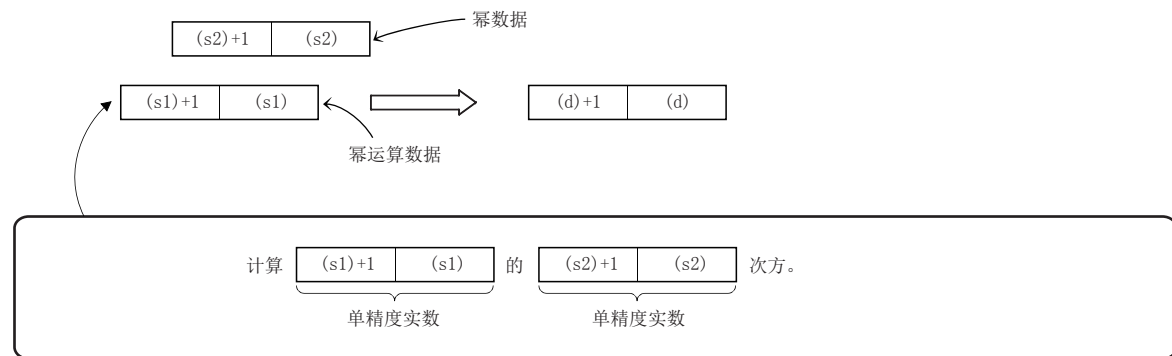 (s2)+1 (s2) 幂数据
(s1)+1 (s1) (d)+1 (d)
幂运算数据
计算 (s1)+1 (s1) 的 (s2)+1 (s2) 次方。
单精度实数 单精度实数